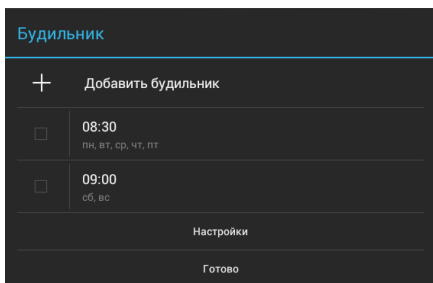 Будильник
Добавить будильник
08:30
пн, вт, ср, чт, пт
09:00
сб, вс
Настройки
Готово